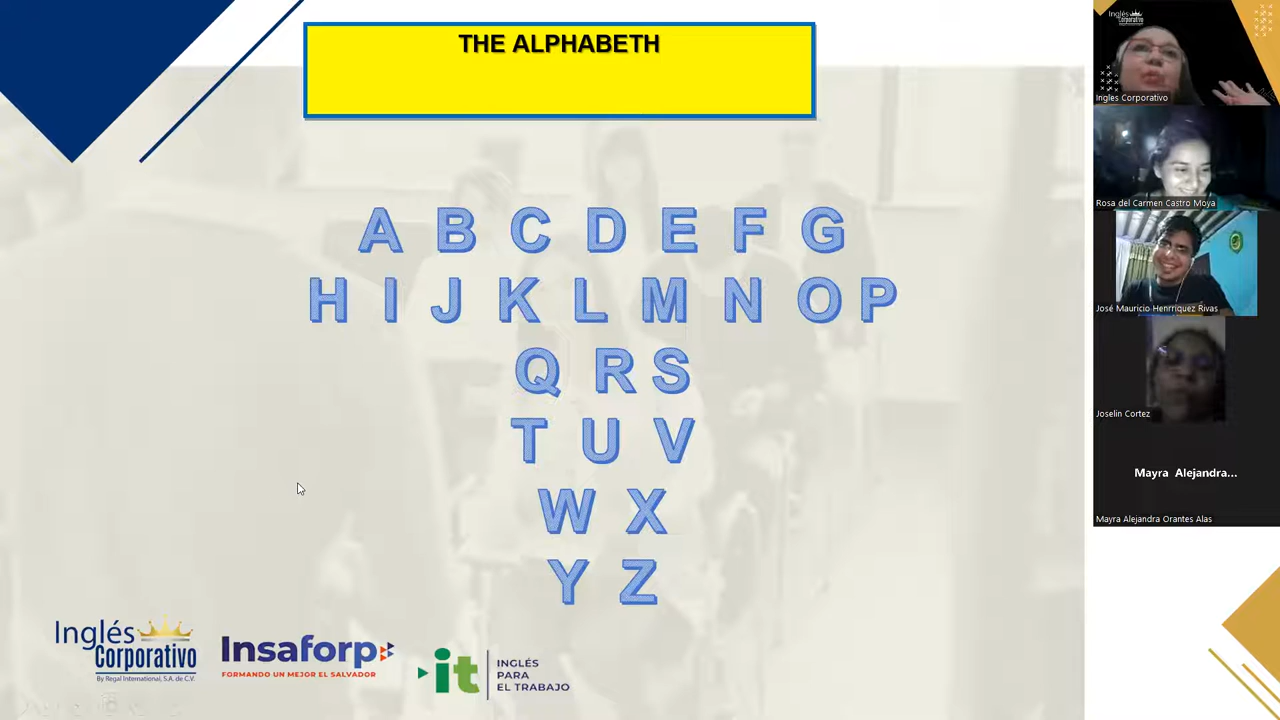 THE ALPHABETH
A B C D E F G
H I J K L M N O P
Q R S
T U V
W X
Y Z
Inglés
Corporativo
By Regal International, S.A. de C.V.
Insaforp
FORMANDO UN MEJOR EL SALVADOR
it
INGLÉS
PARA
EL TRABAJO
Inglés
Corporativo
Ingles Corporativo
Rosa del Carmen Castro Moya
José Mauricio Henrriquez Rivas
Joselin Cortez
Mayra Alejandra...
Mayra Alejandra Orantes Alas